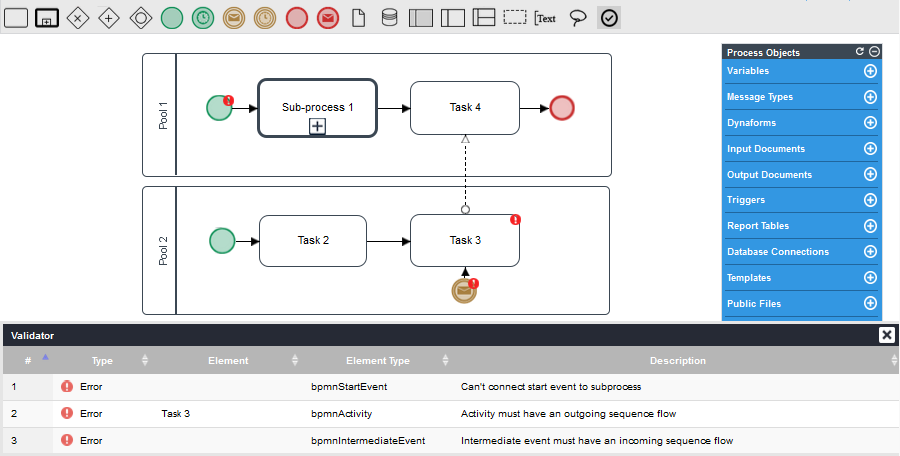 [Text
Process Objects
Variables
Message Types
Dynaforms
Input Documents
Output Documents
Triggers
Report Tables
Database Connections
Templates
Public Files
Pool 1
Sub-process 1
Task 4
Pool 2
Task 2
Task 3
Validator
# Type Element Element Type Description
1 Error bpmnStartEvent Can't connect start event to subprocess
2 Error Task 3 bpmnActivity Activity must have an outgoing sequence flow
3 Error bpmnIntermediateEvent Intermediate event must have an incoming sequence flow